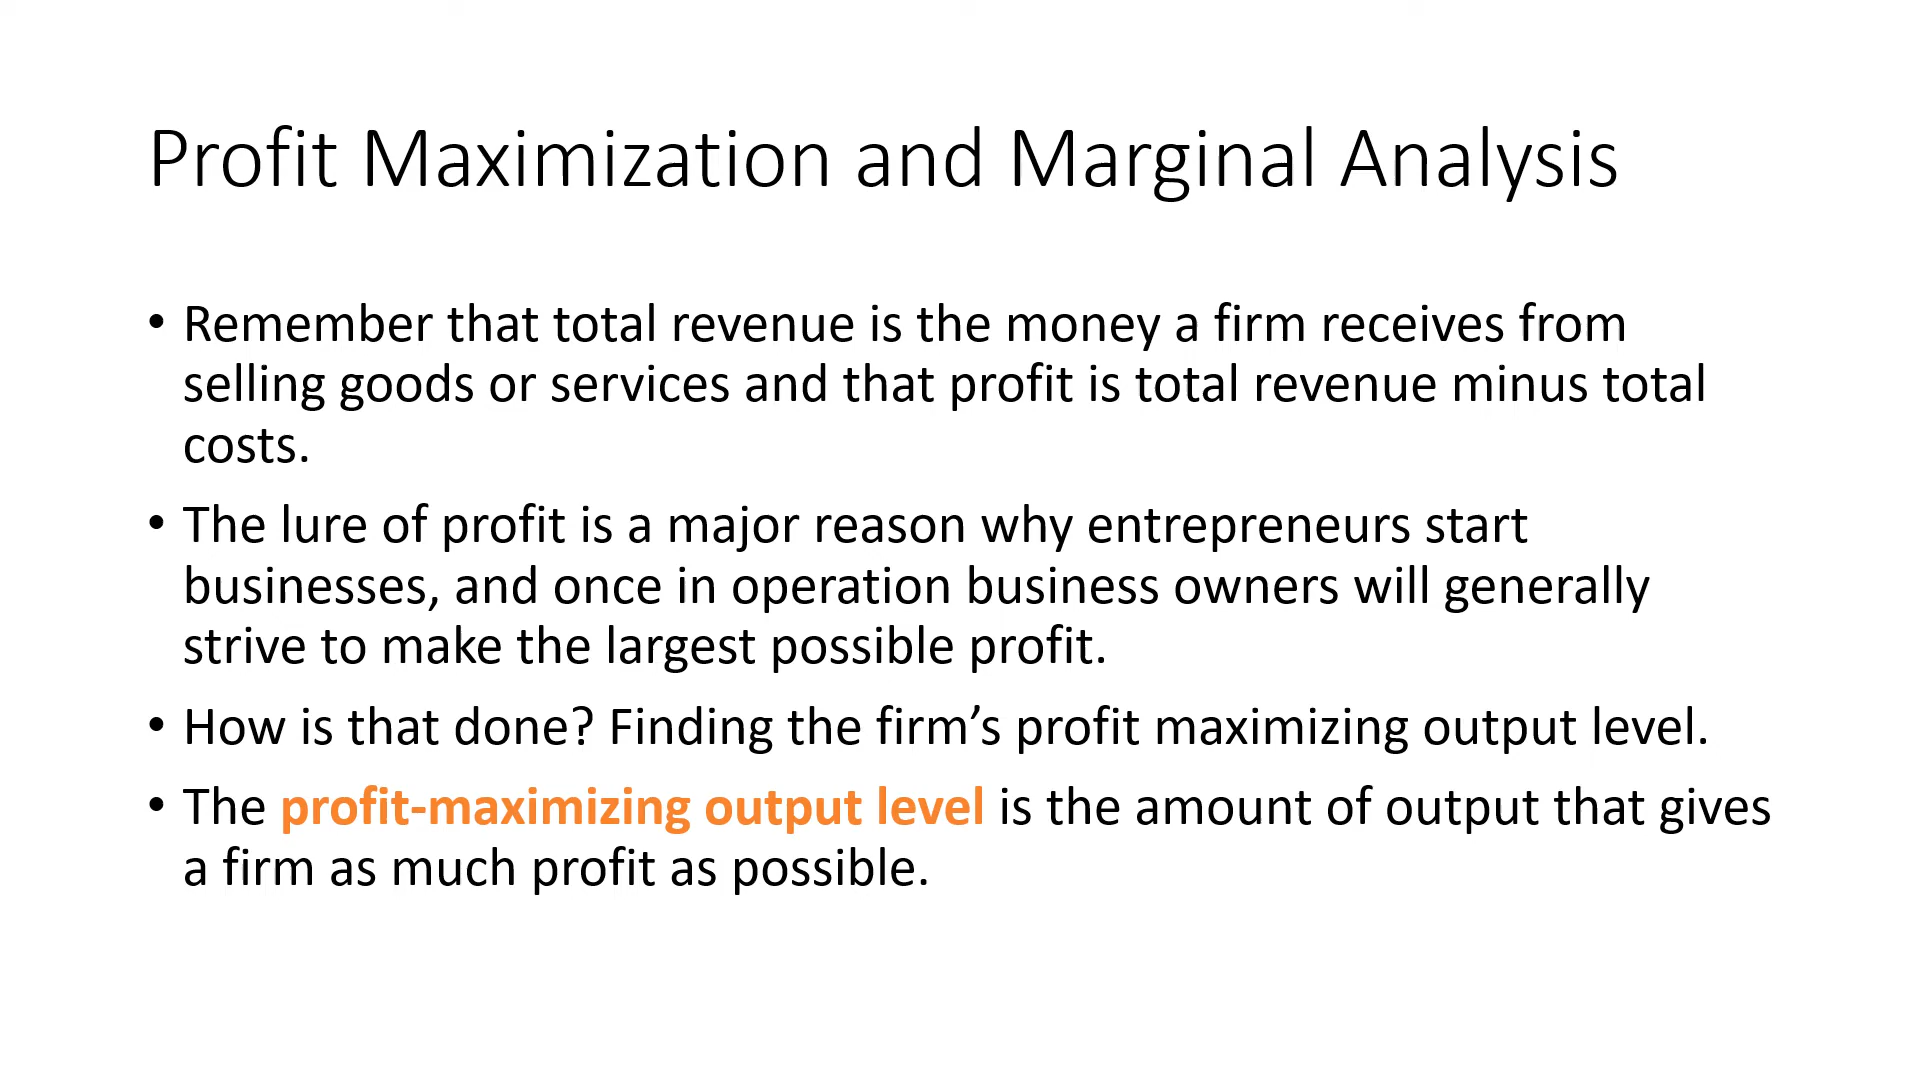 Profit Maximization and Marginal Analysis
• Remember that total revenue is the money a firm receives from
selling goods or services and that profit is total revenue minus total
costs.
• The lure of profit is a major reason why entrepreneurs start
businesses, and once in operation business owners will generally
strive to make the largest possible profit.
• How is that done? Finding the firm’s profit maximizing output level.
• The profit-maximizing output level is the amount of output that gives
a firm as much profit as possible.